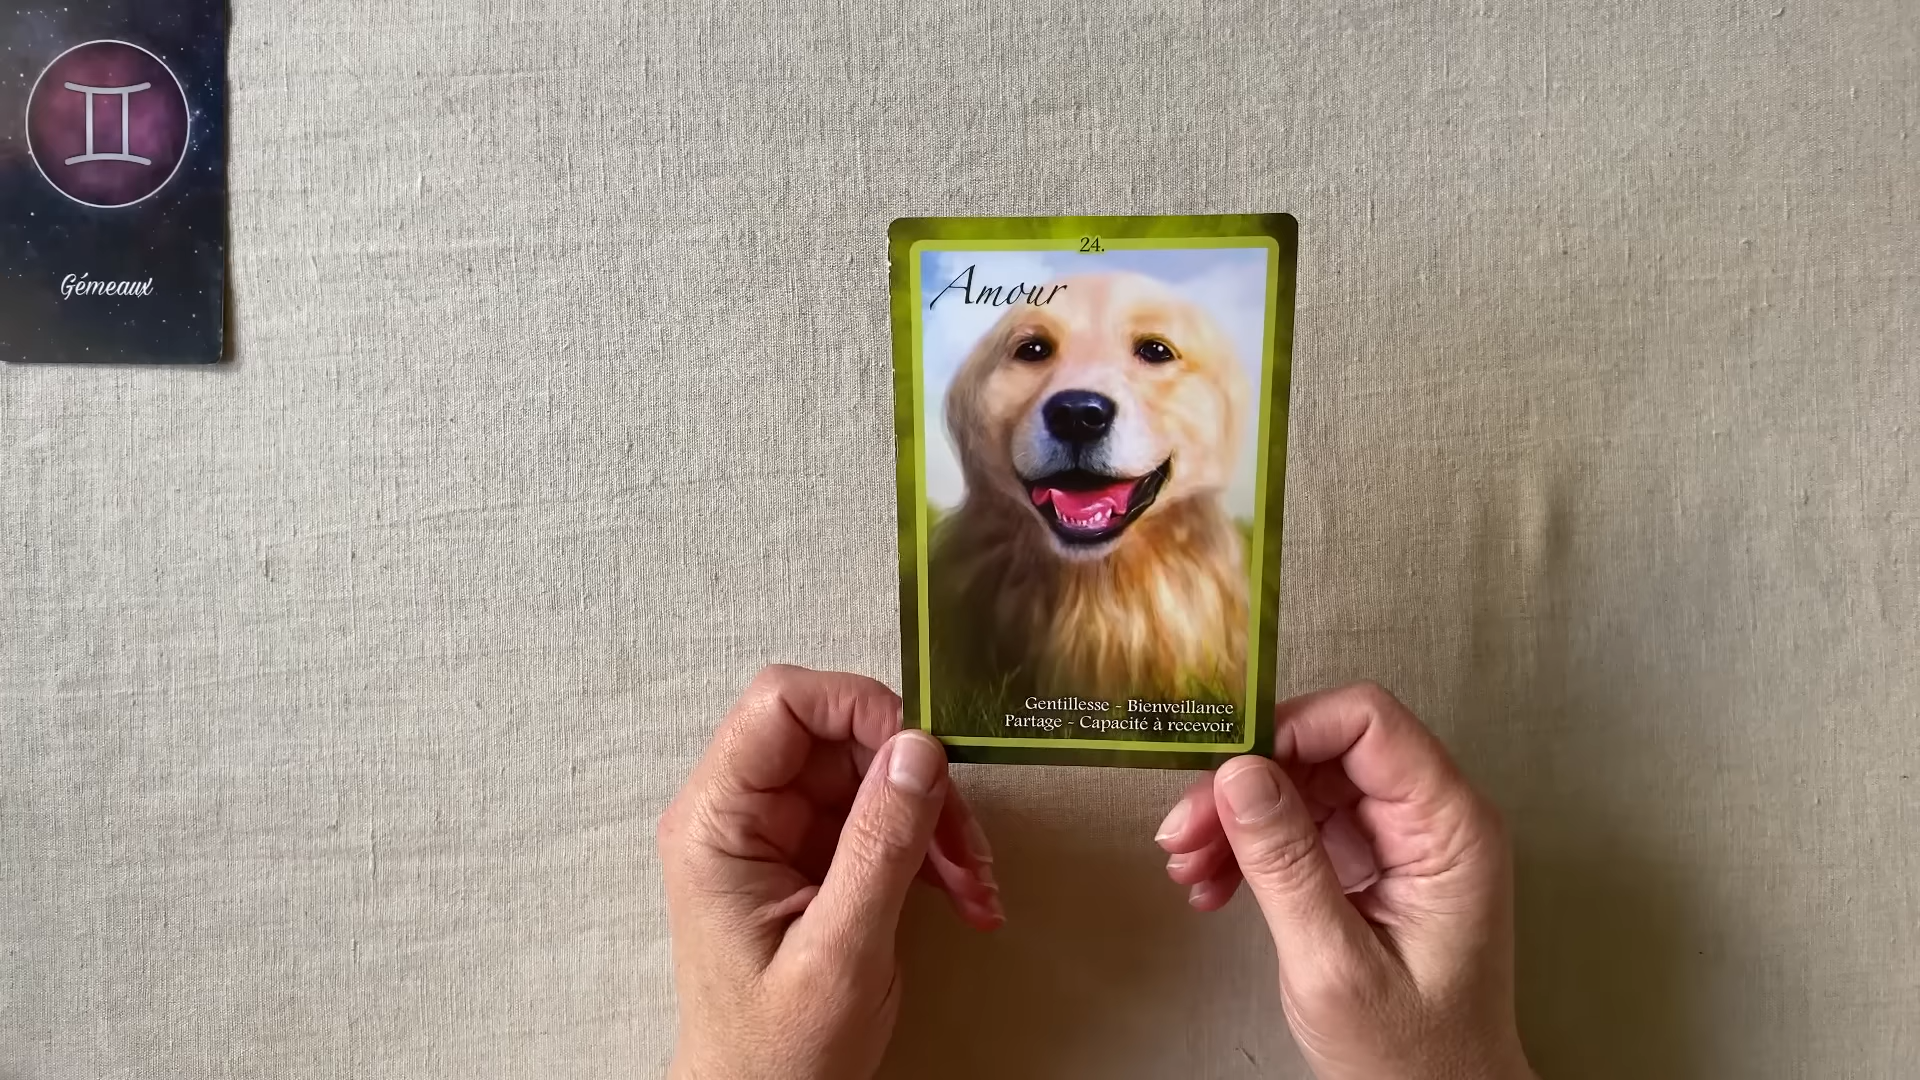 Gémeaux
24.
Amour
Gentillesse - Bienveillance
Partage - Capacité à recevoir